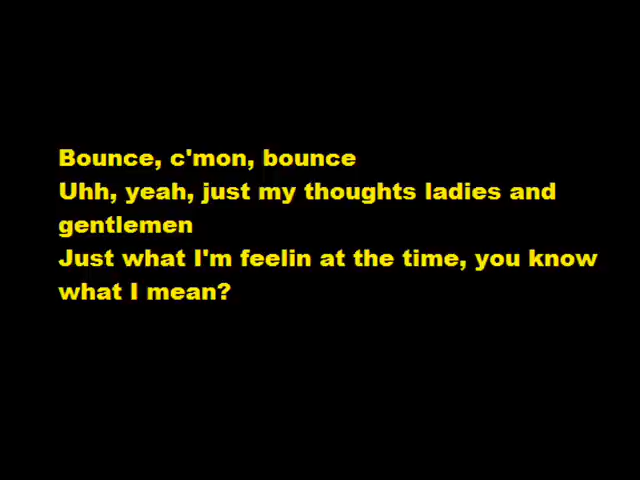 Bounce, c'mon, bounce
Uhh, yeah, just my thoughts ladies and
gentlemen
Just what I'm feelin at the time, you know
what I mean?